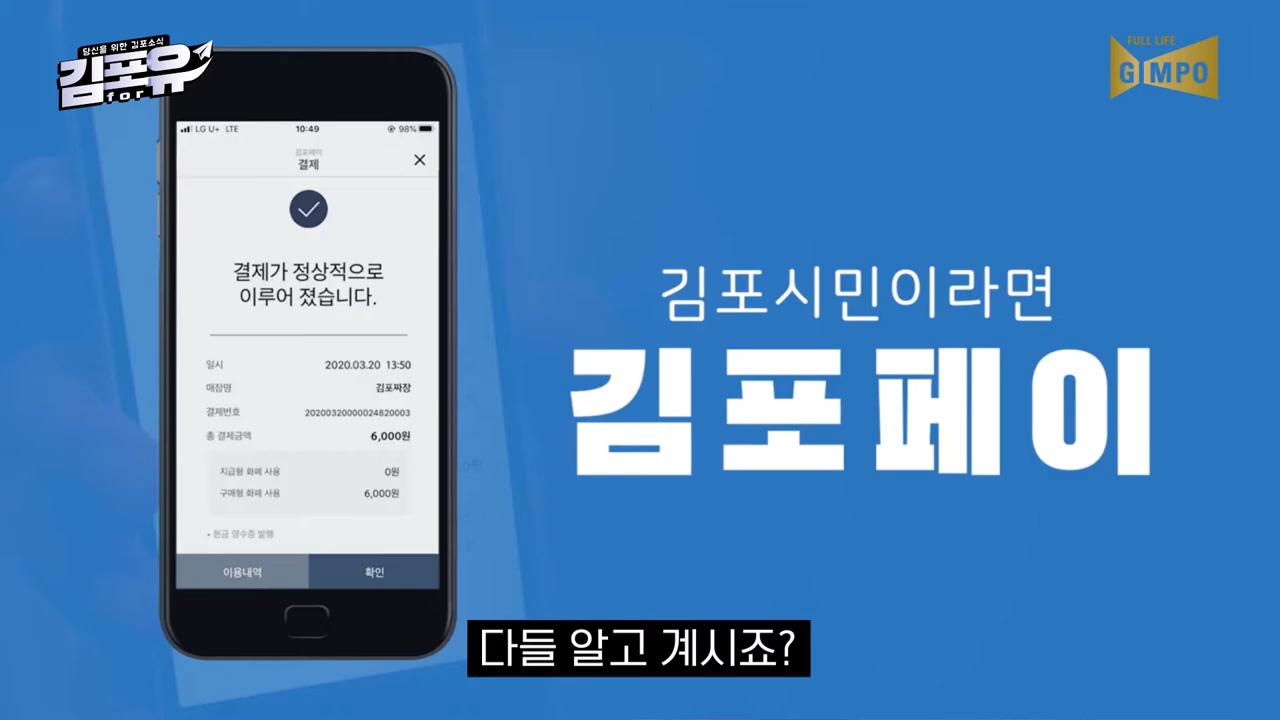 당신을 위한 김포소식
김포유
for
FULL LIFE
GIMPO
LG U+ LTE
10:49
98%
김포페이
결제
결제가 정상적으로
이루어 졌습니다.
일시 2020.03.20 13:50
매장명 김포짜장
결제번호 20200320000024820003
총 결제금액 6,000원
지급형 화폐 사용 0원
구매형 화폐 사용 6,000원
• 현금 영수증 발행
이용내역 확인
김포시민이라면
김포페이
다들 알고 계시죠?